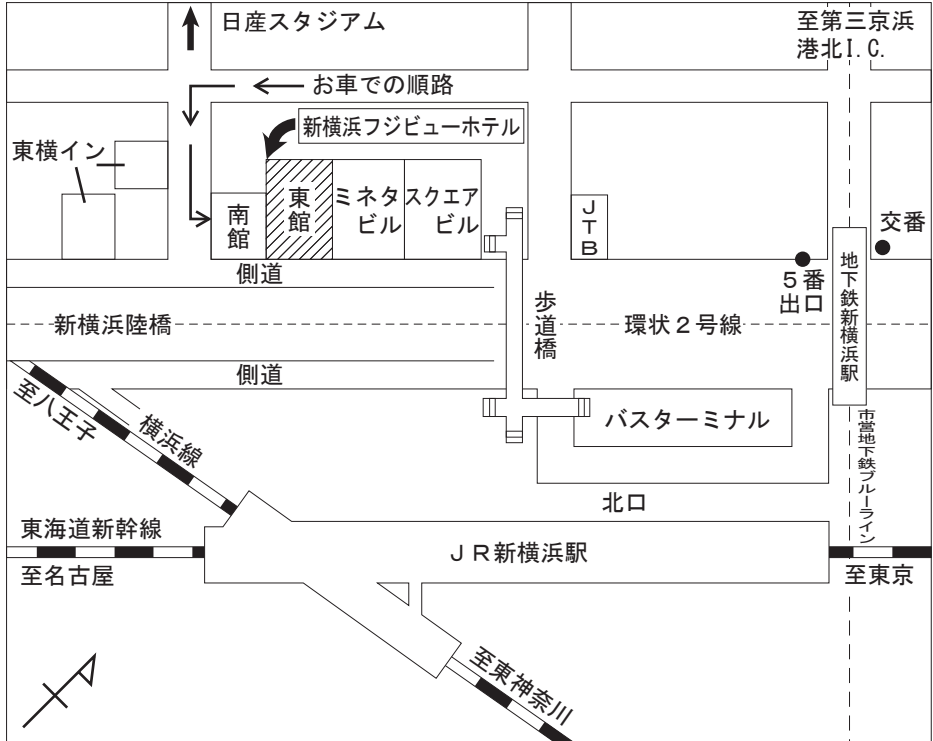 日産スタジアム
至第三京浜
港北I.C.
お車での順路
新横浜フジビューホテル
東横イン
南館
東館
ミネタ
ビル
スクエア
ビル
JTB
交番
5番
出口
地下鉄新横浜駅
側道
新横浜陸橋
歩道橋
環状2号線
側道
至八王子
横浜線
バスターミナル
市営地下鉄ブルーライン
北口
東海道新幹線
至名古屋
JR新横浜駅
至東京
至東神奈川